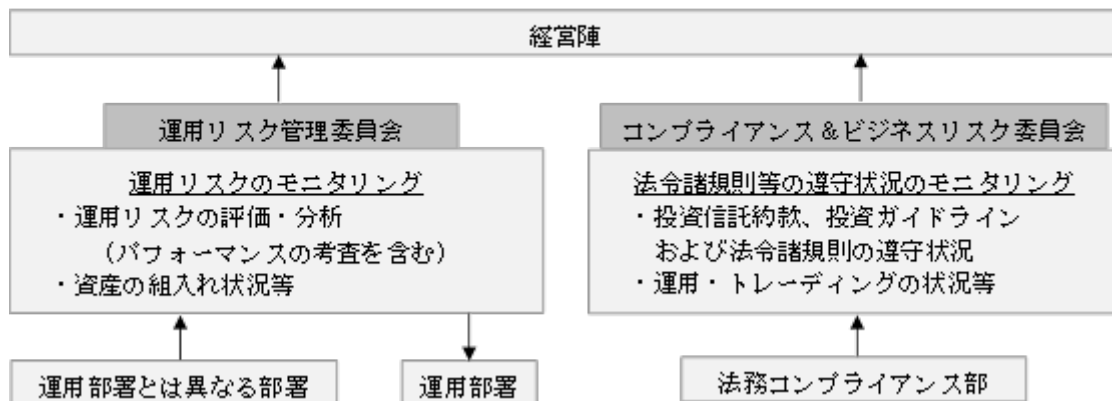 経営陣
運用リスク管理委員会
運用リスクのモニタリング
・運用リスクの評価・分析
（パフォーマンスの考査を含む）
・資産の組入れ状況等
運用部署とは異なる部署
運用部署
コンプライアンス＆ビジネスリスク委員会
法令諸規則等の遵守状況のモニタリング
・投資信託約款、投資ガイドライン
および法令諸規則の遵守状況
・運用・トレーディングの状況等
法務コンプライアンス部